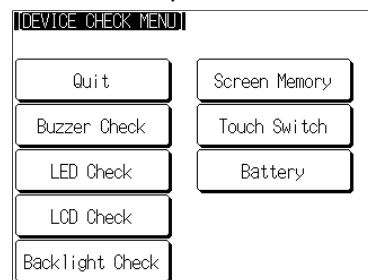 [DEVICE CHECK MENU]
Quit
Buzzer Check
LED Check
LCD Check
Backlight Check
Screen Memory
Touch Switch
Battery